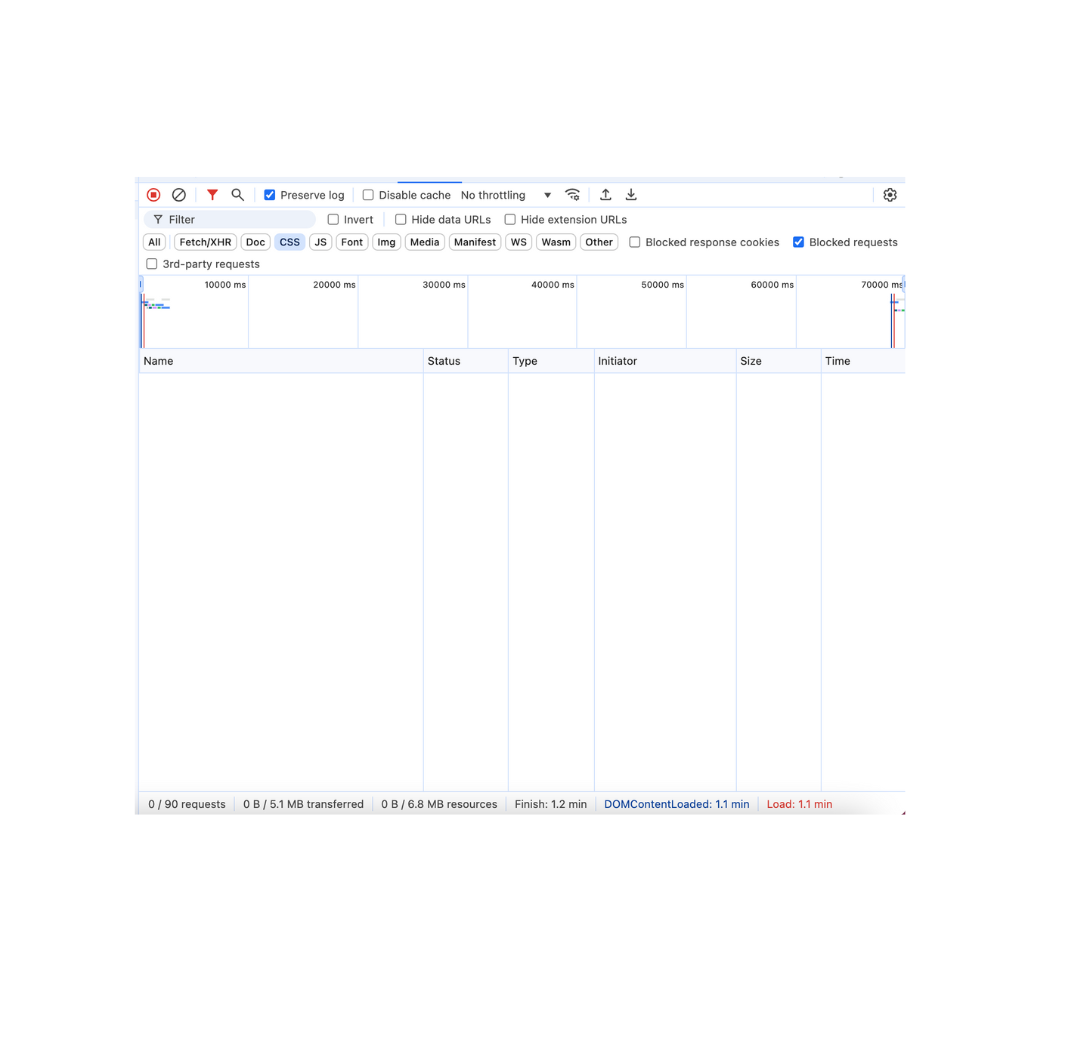 Preserve log Disable cache No throttling
Filter Invert Hide data URLs Hide extension URLs
All Fetch/XHR Doc CSS JS Font Img Media Manifest WS Wasm Other Blocked response cookies Blocked requests
3rd-party requests
10000 ms 20000 ms 30000 ms 40000 ms 50000 ms 60000 ms 70000 ms
Name Status Type Initiator Size Time
0 / 90 requests 0 B / 5.1 MB transferred 0 B / 6.8 MB resources Finish: 1.2 min DOMContentLoaded: 1.1 min Load: 1.1 min